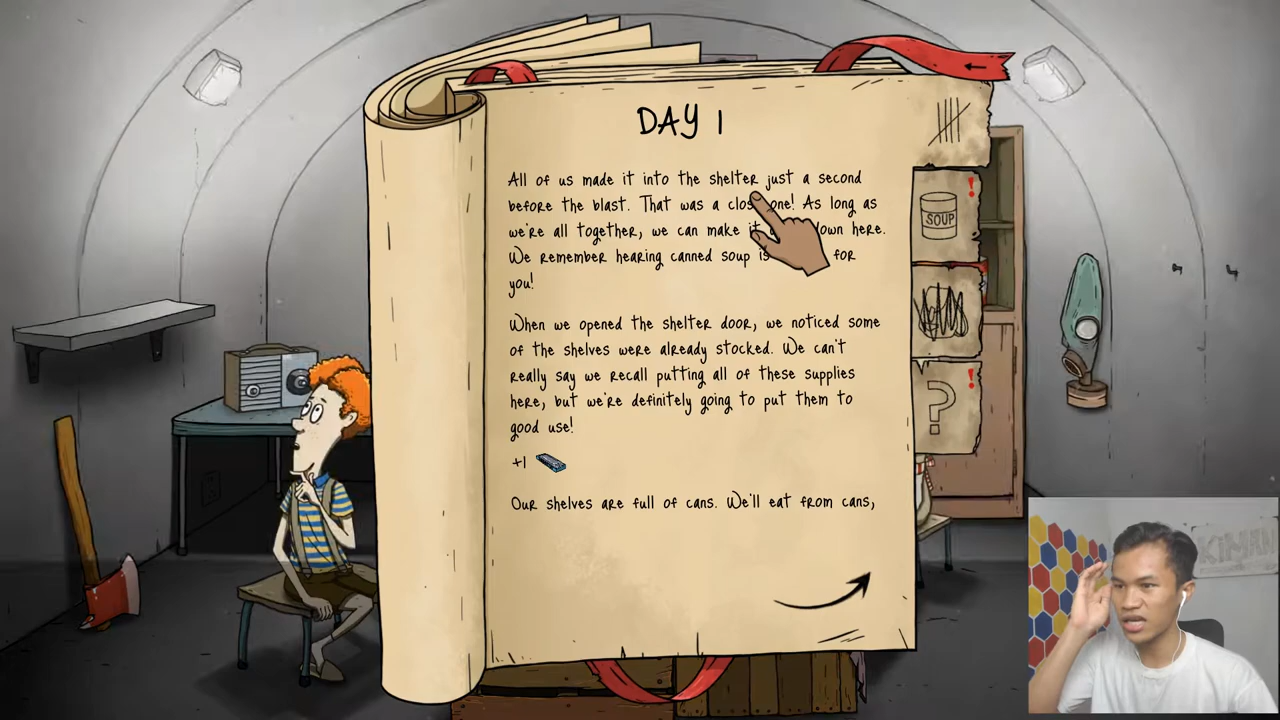 DAY 1
All of us made it into the shelter just a second
before the blast. That was a close one! As long as
we're all together, we can make it down here.
We remember hearing canned soup is for
you!
When we opened the shelter door, we noticed some
of the shelves were already stocked. We can't
really say we recall putting all of these supplies
here, but we're definitely going to put them to
good use!
+1
Our shelves are full of cans. We'll eat from cans,
SOUP
!
?
!